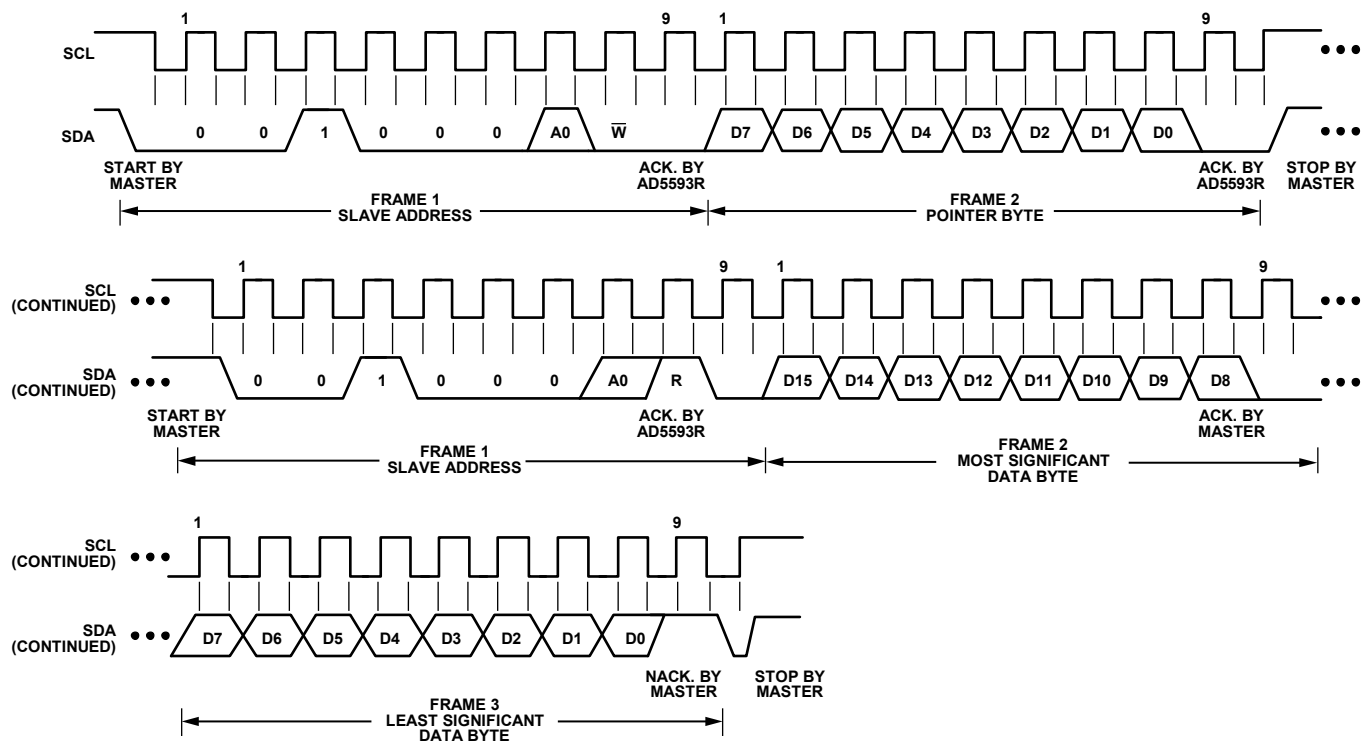 1 9 1 9
SCL
SDA
0 0 1 0 0 0 A0 W̅ D7 D6 D5 D4 D3 D2 D1 D0
START BY
MASTER
ACK. BY
AD5593R
ACK. BY
AD5593R
STOP BY
MASTER
FRAME 1
SLAVE ADDRESS
FRAME 2
POINTER BYTE
1 9 1 9
SCL
(CONTINUED)
SDA
(CONTINUED)
0 0 1 0 0 0 A0 R D15 D14 D13 D12 D11 D10 D9 D8
START BY
MASTER
ACK. BY
AD5593R
ACK. BY
MASTER
FRAME 1
SLAVE ADDRESS
FRAME 2
MOST SIGNIFICANT
DATA BYTE
1 9
SCL
(CONTINUED)
SDA
(CONTINUED)
D7 D6 D5 D4 D3 D2 D1 D0
NACK. BY
MASTER
STOP BY
MASTER
FRAME 3
LEAST SIGNIFICANT
DATA BYTE